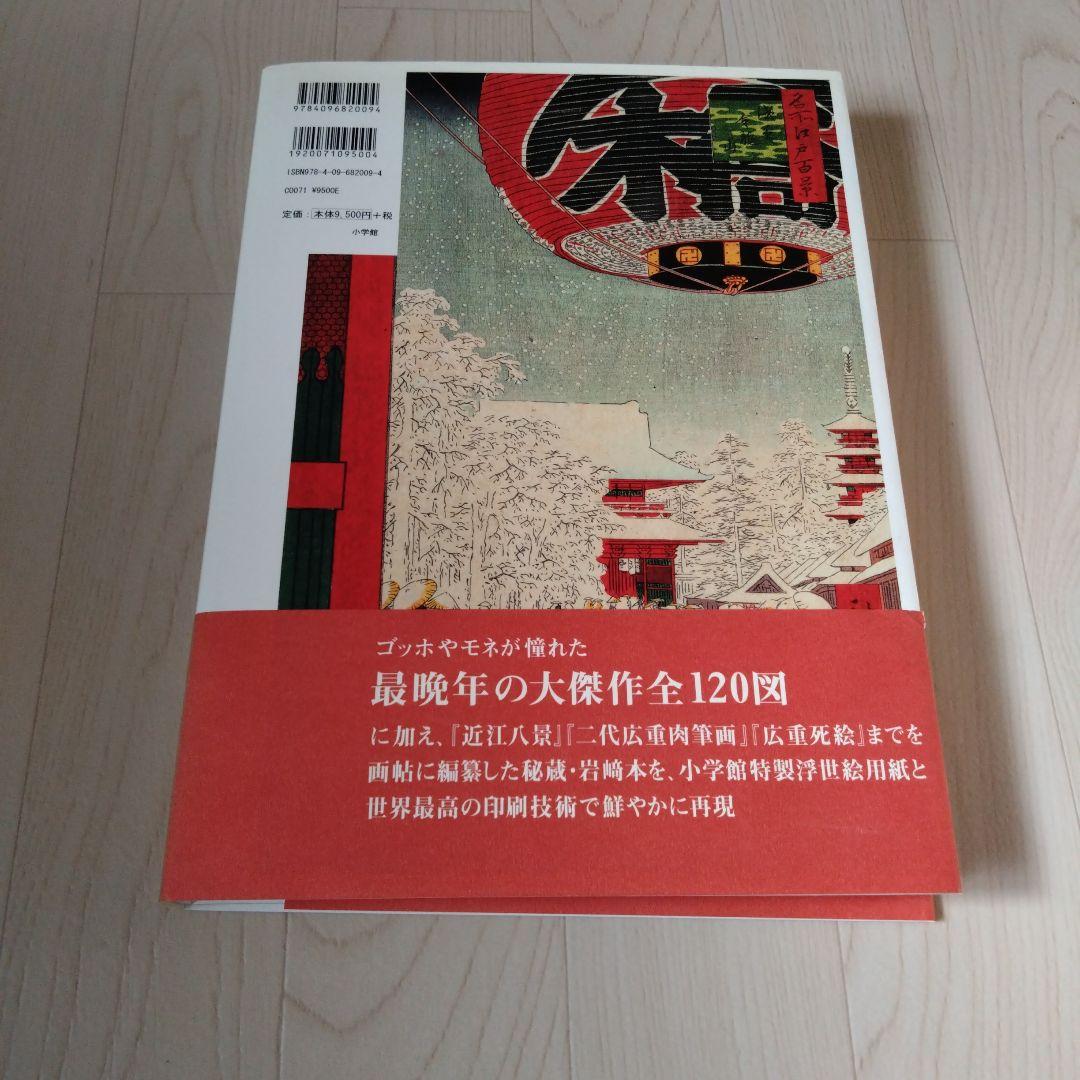 9784096820094
1920071095004
ISBN978-4-09-682009-4
C0071 ¥9500E
定価:本体9,500円+税
小学館
名所江戸百景
ゴッホやモネが憧れた
最晩年の大傑作全120図
に加え、『近江八景』『二代広重肉筆画』『広重死絵』までを
画帖に編纂した秘蔵・岩﨑本を、小学館特製浮世絵用紙と
世界最高の印刷技術で鮮やかに再現